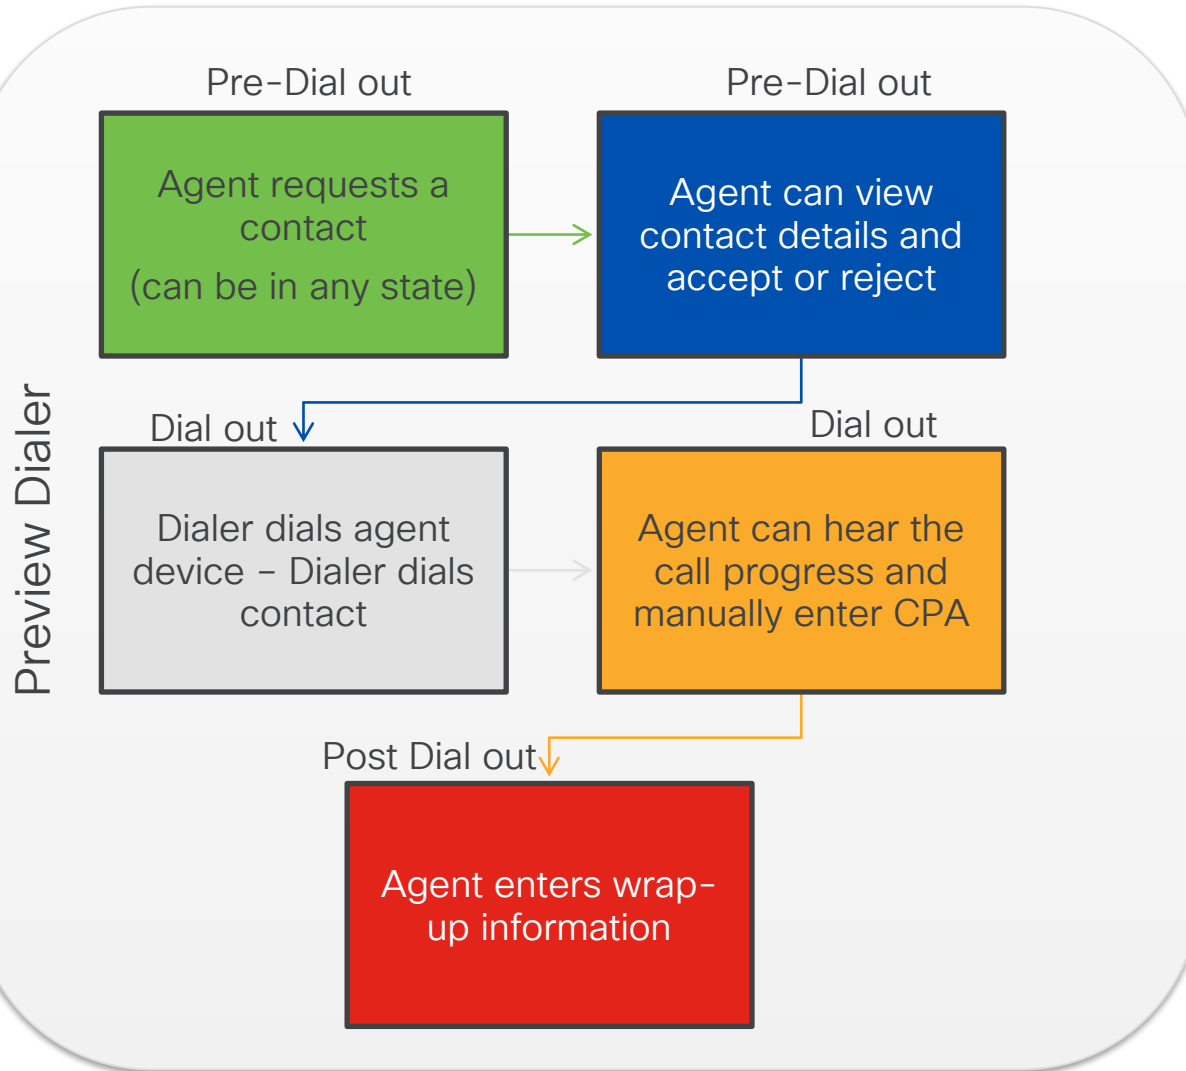 Pre-Dial out
Pre-Dial out
Agent requests a
contact
(can be in any state)
Agent can view
contact details and
accept or reject
Preview Dialer
Dial out
Dial out
Dialer dials agent
device – Dialer dials
contact
Agent can hear the
call progress and
manually enter CPA
Post Dial out
Agent enters wrap-
up information